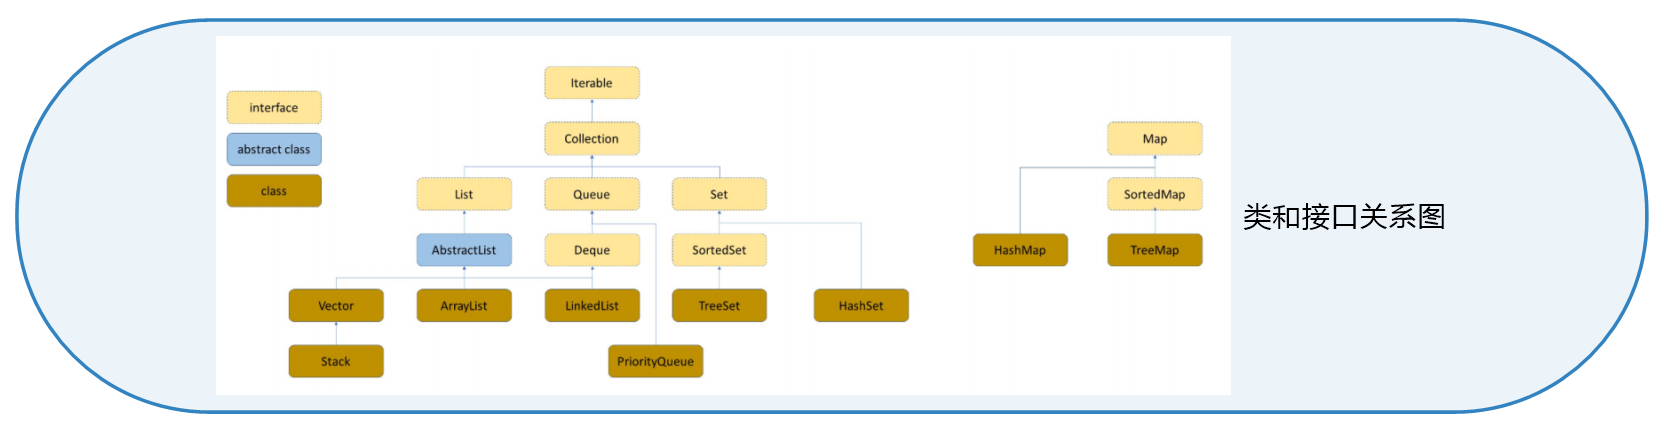 interface
abstract class
class
Iterable
Collection
Map
List
Queue
Set
SortedMap
AbstractList
Deque
SortedSet
HashMap
TreeMap
Vector
ArrayList
LinkedList
TreeSet
HashSet
Stack
PriorityQueue
类和接口关系图